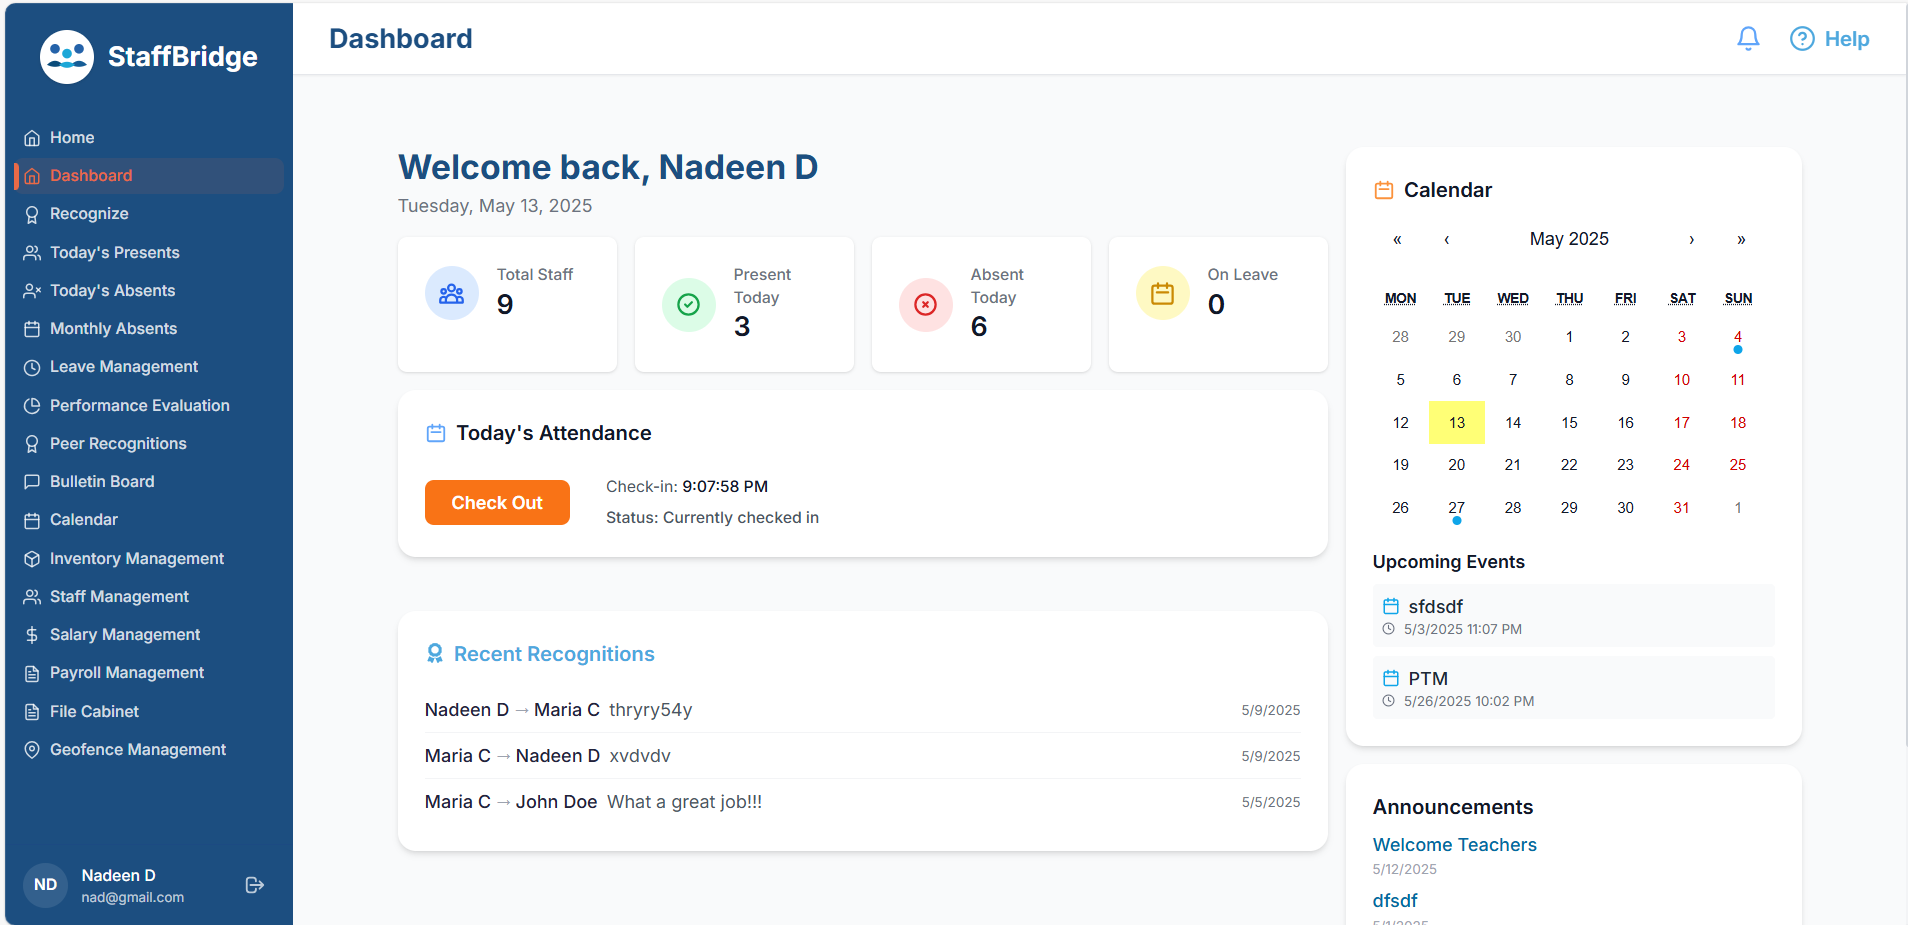 StaffBridge
Home
Dashboard
Recognize
Today's Presents
Today's Absents
Monthly Absents
Leave Management
Performance Evaluation
Peer Recognitions
Bulletin Board
Calendar
Inventory Management
Staff Management
Salary Management
Payroll Management
File Cabinet
Geofence Management
ND
Nadeen D
nad@gmail.com
Dashboard
Help
Welcome back, Nadeen D
Tuesday, May 13, 2025
Total Staff
9
Present
Today
3
Absent
Today
6
On Leave
0
Today's Attendance
Check Out
Check-in: 9:07:58 PM
Status: Currently checked in
Recent Recognitions
Nadeen D → Maria C thryry54y 5/9/2025
Maria C → Nadeen D xvdvdv 5/9/2025
Maria C → John Doe What a great job!!! 5/5/2025
Calendar
« ‹ May 2025 › »
MON TUE WED THU FRI SAT SUN
28 29 30 1 2 3 4
5 6 7 8 9 10 11
12 13 14 15 16 17 18
19 20 21 22 23 24 25
26 27 28 29 30 31 1
Upcoming Events
sfdsdf
5/3/2025 11:07 PM
PTM
5/26/2025 10:02 PM
Announcements
Welcome Teachers
5/12/2025
dfsdf
5/1/2025